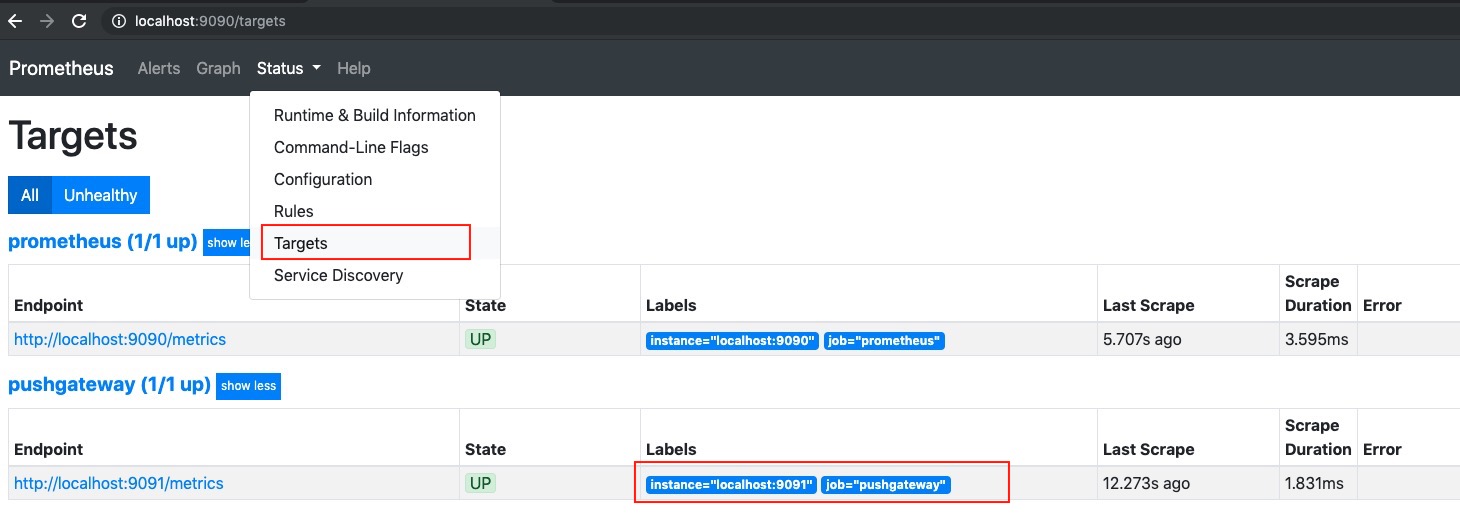 localhost:9090/targets
Prometheus Alerts Graph Status Help
Runtime & Build Information
Command-Line Flags
Configuration
Rules
Targets
Service Discovery
Targets
All Unhealthy
prometheus (1/1 up) show le
Endpoint State Labels Last Scrape Scrape Duration Error
http://localhost:9090/metrics UP instance="localhost:9090" job="prometheus" 5.707s ago 3.595ms
pushgateway (1/1 up) show less
Endpoint State Labels Last Scrape Scrape Duration Error
http://localhost:9091/metrics UP instance="localhost:9091" job="pushgateway" 12.273s ago 1.831ms